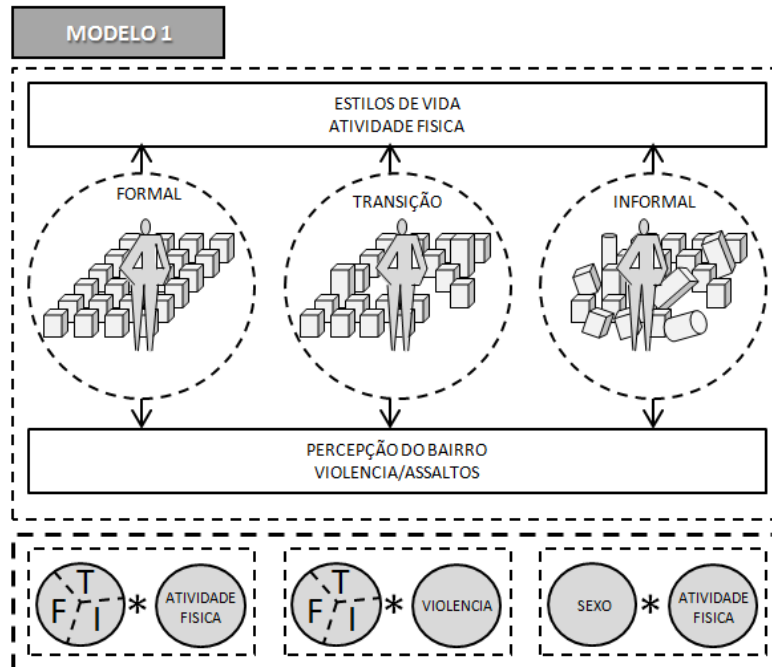 MODELO 1
ESTILOS DE VIDA
ATIVIDADE FISICA
FORMAL
TRANSIÇÃO
INFORMAL
PERCEPÇÃO DO BAIRRO
VIOLENCIA/ASSALTOS
F T I * ATIVIDADE
FISICA
F T I * VIOLENCIA
SEXO * ATIVIDADE
FISICA